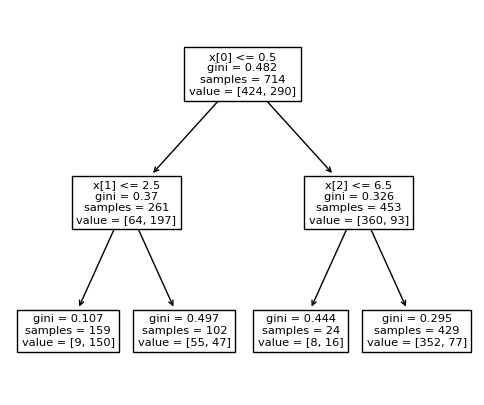 x[0] <= 0.5
gini = 0.482
samples = 714
value = [424, 290]
x[1] <= 2.5
gini = 0.37
samples = 261
value = [64, 197]
x[2] <= 6.5
gini = 0.326
samples = 453
value = [360, 93]
gini = 0.107
samples = 159
value = [9, 150]
gini = 0.497
samples = 102
value = [55, 47]
gini = 0.444
samples = 24
value = [8, 16]
gini = 0.295
samples = 429
value = [352, 77]